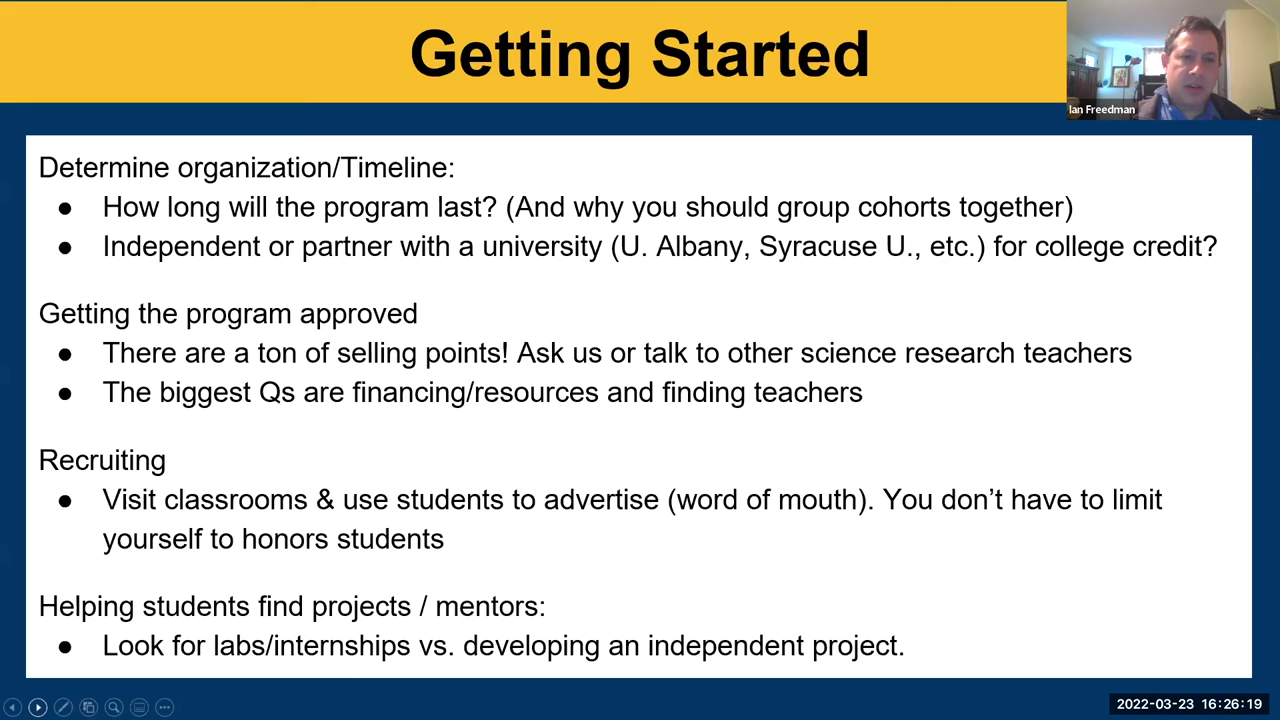 Getting Started
Ian Freedman
Determine organization/Timeline:
● How long will the program last? (And why you should group cohorts together)
● Independent or partner with a university (U. Albany, Syracuse U., etc.) for college credit?
Getting the program approved
● There are a ton of selling points! Ask us or talk to other science research teachers
● The biggest Qs are financing/resources and finding teachers
Recruiting
● Visit classrooms & use students to advertise (word of mouth). You don’t have to limit
yourself to honors students
Helping students find projects / mentors:
● Look for labs/internships vs. developing an independent project.
2022-03-23 16:26:19